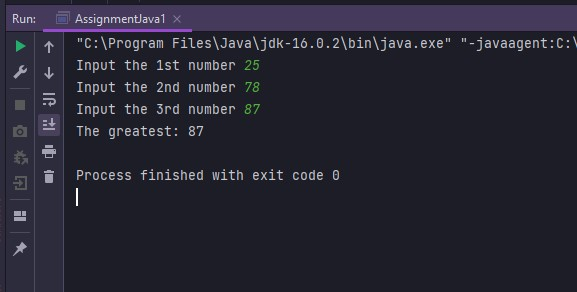 Run: AssignmentJava1 ×
"C:\Program Files\Java\jdk-16.0.2\bin\java.exe" "-javaagent:C:\
Input the 1st number 25
Input the 2nd number 78
Input the 3rd number 87
The greatest: 87
Process finished with exit code 0